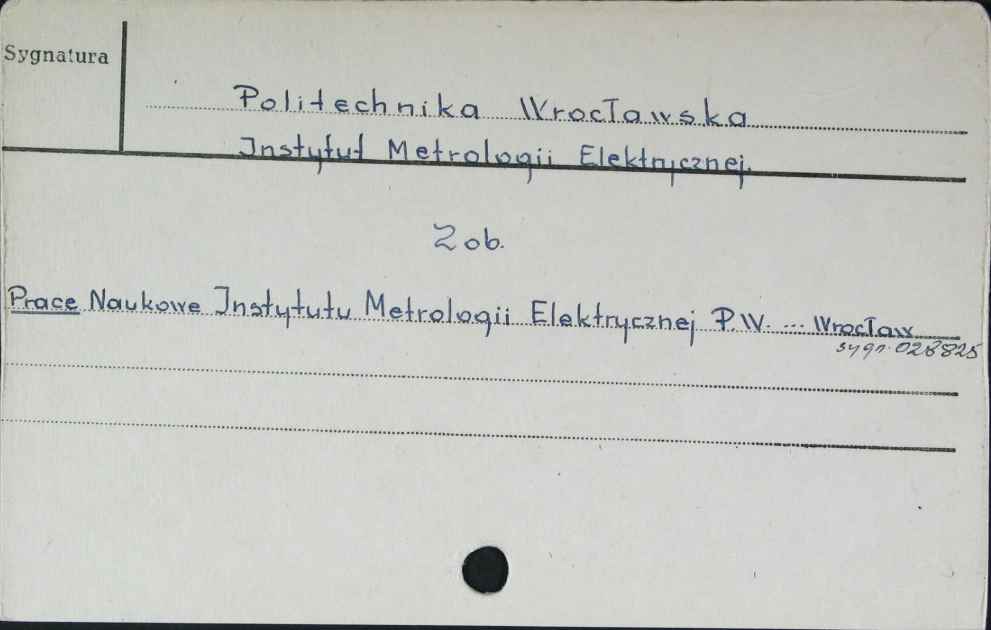 Sygnatura
Politechnika Wrocławska
Instytut Metrologii Elektrycznej.
Zob.
Prace Naukowe Instytutu Metrologii Elektrycznej P.W. ... Wrocław
sygn. 028825